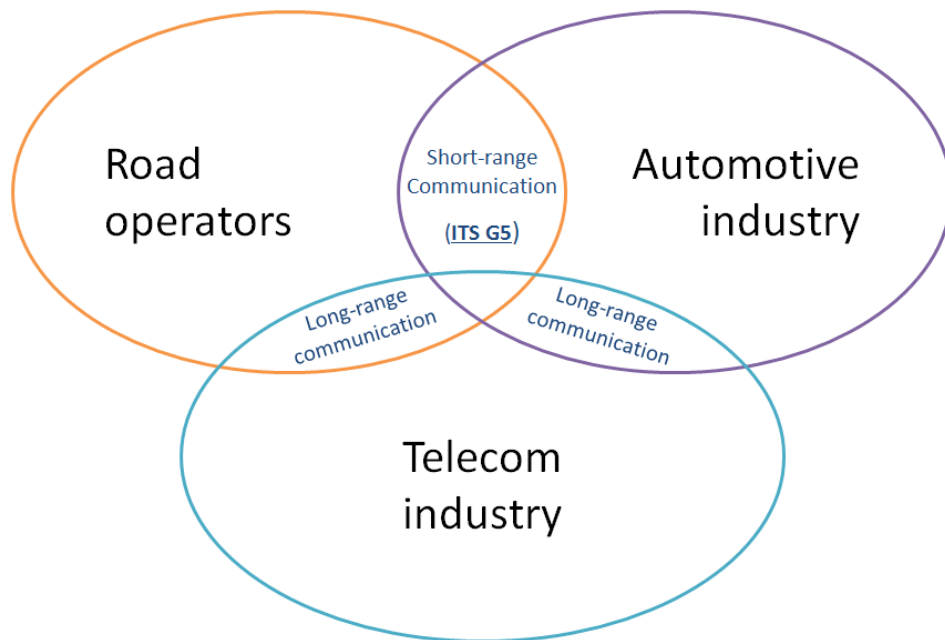 Road
operators
Short-range
Communication
(ITS G5)
Automotive
industry
Long-range
communication
Long-range
communication
Telecom
industry